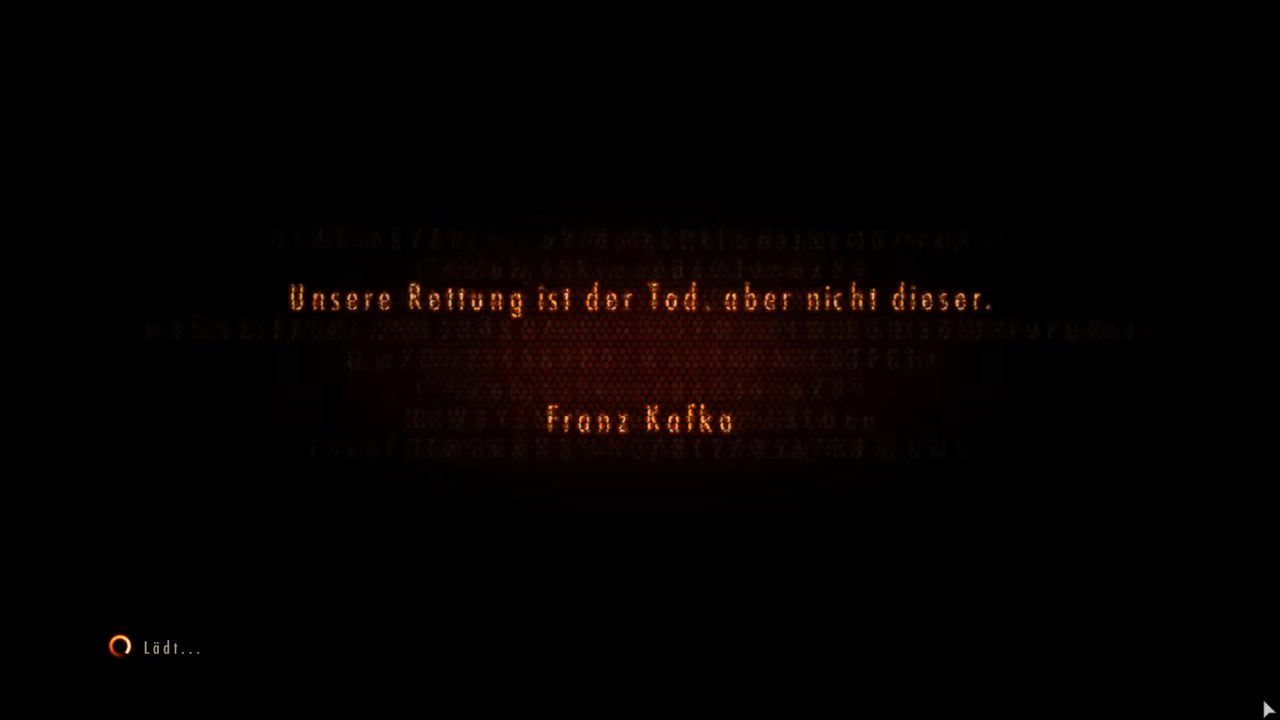 Unsere Rettung ist der Tod, aber nicht dieser.
Franz Kafka
Lädt...